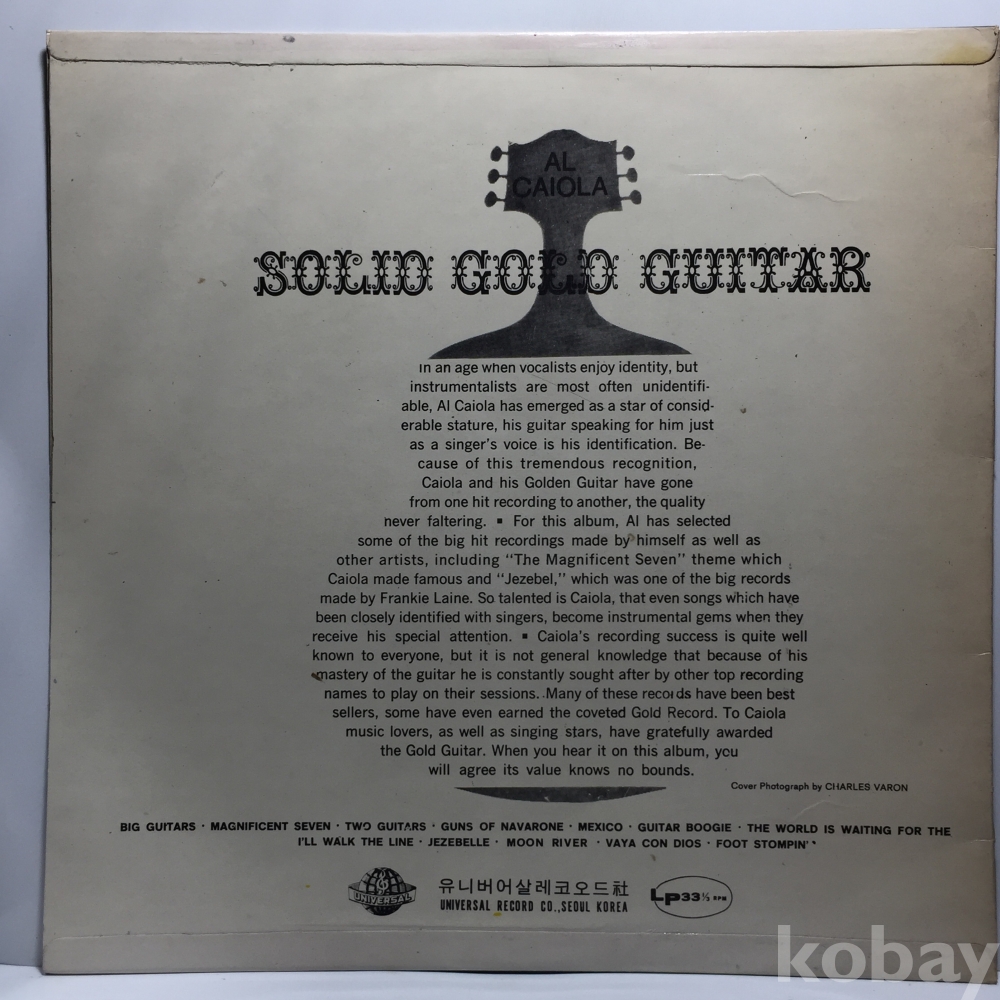 AL
CAIOLA
SOLID GOLD GUITAR
In an age when vocalists enjoy identity, but
instrumentalists are most often unidentifi-
able, Al Caiola has emerged as a star of consid-
erable stature, his guitar speaking for him just
as a singer's voice is his identification. Be-
cause of this tremendous recognition,
Caiola and his Golden Guitar have gone
from one hit recording to another, the quality
never faltering. ▪ For this album, Al has selected
some of the big hit recordings made by himself as well as
other artists, including "The Magnificent Seven" theme which
Caiola made famous and "Jezebel," which was one of the big records
made by Frankie Laine. So talented is Caiola, that even songs which have
been closely identified with singers, become instrumental gems when they
receive his special attention. ▪ Caiola's recording success is quite well
known to everyone, but it is not general knowledge that because of his
mastery of the guitar he is constantly sought after by other top recording
names to play on their sessions. Many of these records have been best
sellers, some have even earned the coveted Gold Record. To Caiola
music lovers, as well as singing stars, have gratefully awarded
the Gold Guitar. When you hear it on this album, you
will agree its value knows no bounds.
Cover Photograph by CHARLES VARON
BIG GUITARS · MAGNIFICENT SEVEN · TWO GUITARS · GUNS OF NAVARONE · MEXICO · GUITAR BOOGIE · THE WORLD IS WAITING FOR THE
I'LL WALK THE LINE · JEZEBELLE · MOON RIVER · VAYA CON DIOS · FOOT STOMPIN'
UNIVERSAL
유니버어살레코오드社
UNIVERSAL RECORD CO., SEOUL KOREA
LP 33⅓ RPM
kobay